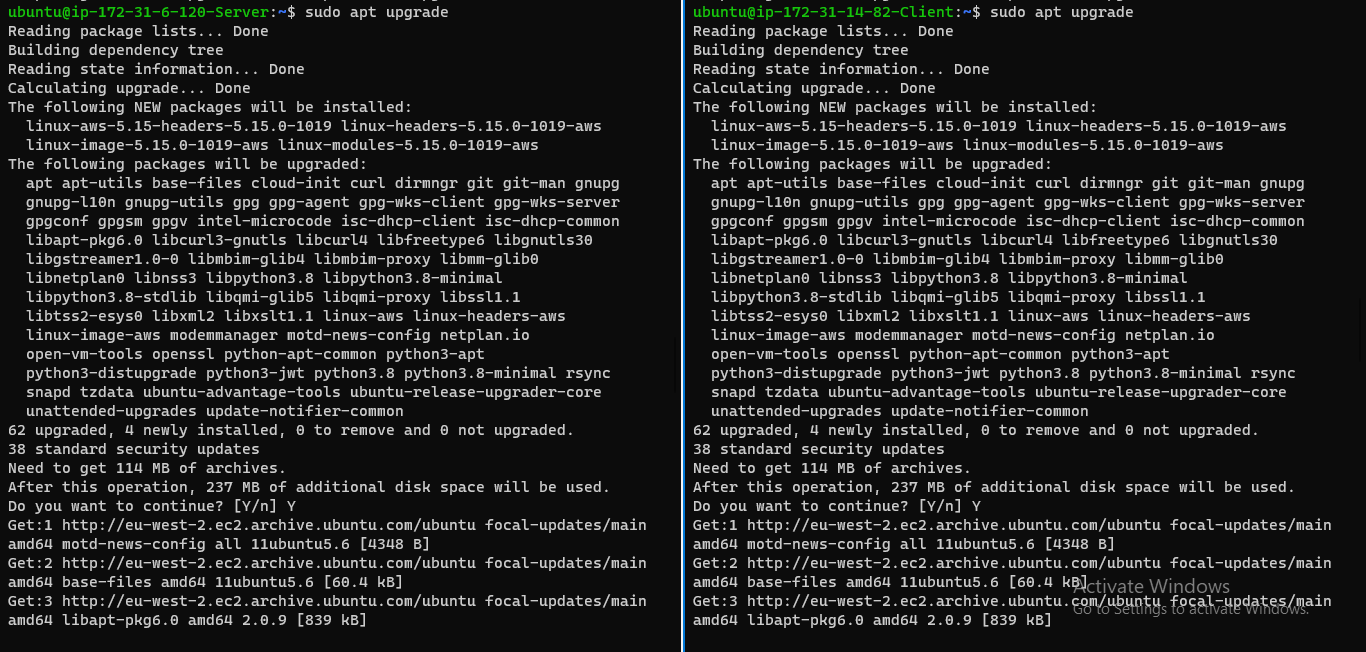 ubuntu@ip-172-31-6-120-Server:~$ sudo apt upgrade
Reading package lists... Done
Building dependency tree
Reading state information... Done
Calculating upgrade... Done
The following NEW packages will be installed:
  linux-aws-5.15-headers-5.15.0-1019 linux-headers-5.15.0-1019-aws
  linux-image-5.15.0-1019-aws linux-modules-5.15.0-1019-aws
The following packages will be upgraded:
  apt apt-utils base-files cloud-init curl dirmngr git git-man gnupg
  gnupg-l10n gnupg-utils gpg gpg-agent gpg-wks-client gpg-wks-server
  gpgconf gpgsm gpgv intel-microcode isc-dhcp-client isc-dhcp-common
  libapt-pkg6.0 libcurl3-gnutls libcurl4 libfreetype6 libgnutls30
  libgstreamer1.0-0 libmbim-glib4 libmbim-proxy libmm-glib0
  libnetplan0 libnss3 libpython3.8 libpython3.8-minimal
  libpython3.8-stdlib libqmi-glib5 libqmi-proxy libssl1.1
  libtss2-esys0 libxml2 libxslt1.1 linux-aws linux-headers-aws
  linux-image-aws modemmanager motd-news-config netplan.io
  open-vm-tools openssl python-apt-common python3-apt
  python3-distupgrade python3-jwt python3.8 python3.8-minimal rsync
  snapd tzdata ubuntu-advantage-tools ubuntu-release-upgrader-core
  unattended-upgrades update-notifier-common
62 upgraded, 4 newly installed, 0 to remove and 0 not upgraded.
38 standard security updates
Need to get 114 MB of archives.
After this operation, 237 MB of additional disk space will be used.
Do you want to continue? [Y/n] Y
Get:1 http://eu-west-2.ec2.archive.ubuntu.com/ubuntu focal-updates/main
amd64 motd-news-config all 11ubuntu5.6 [4348 B]
Get:2 http://eu-west-2.ec2.archive.ubuntu.com/ubuntu focal-updates/main
amd64 base-files amd64 11ubuntu5.6 [60.4 kB]
Get:3 http://eu-west-2.ec2.archive.ubuntu.com/ubuntu focal-updates/main
amd64 libapt-pkg6.0 amd64 2.0.9 [839 kB]
ubuntu@ip-172-31-14-82-Client:~$ sudo apt upgrade
Reading package lists... Done
Building dependency tree
Reading state information... Done
Calculating upgrade... Done
The following NEW packages will be installed:
  linux-aws-5.15-headers-5.15.0-1019 linux-headers-5.15.0-1019-aws
  linux-image-5.15.0-1019-aws linux-modules-5.15.0-1019-aws
The following packages will be upgraded:
  apt apt-utils base-files cloud-init curl dirmngr git git-man gnupg
  gnupg-l10n gnupg-utils gpg gpg-agent gpg-wks-client gpg-wks-server
  gpgconf gpgsm gpgv intel-microcode isc-dhcp-client isc-dhcp-common
  libapt-pkg6.0 libcurl3-gnutls libcurl4 libfreetype6 libgnutls30
  libgstreamer1.0-0 libmbim-glib4 libmbim-proxy libmm-glib0
  libnetplan0 libnss3 libpython3.8 libpython3.8-minimal
  libpython3.8-stdlib libqmi-glib5 libqmi-proxy libssl1.1
  libtss2-esys0 libxml2 libxslt1.1 linux-aws linux-headers-aws
  linux-image-aws modemmanager motd-news-config netplan.io
  open-vm-tools openssl python-apt-common python3-apt
  python3-distupgrade python3-jwt python3.8 python3.8-minimal rsync
  snapd tzdata ubuntu-advantage-tools ubuntu-release-upgrader-core
  unattended-upgrades update-notifier-common
62 upgraded, 4 newly installed, 0 to remove and 0 not upgraded.
38 standard security updates
Need to get 114 MB of archives.
After this operation, 237 MB of additional disk space will be used.
Do you want to continue? [Y/n] Y
Get:1 http://eu-west-2.ec2.archive.ubuntu.com/ubuntu focal-updates/main
amd64 motd-news-config all 11ubuntu5.6 [4348 B]
Get:2 http://eu-west-2.ec2.archive.ubuntu.com/ubuntu focal-updates/main
amd64 base-files amd64 11ubuntu5.6 [60.4 kB]
Get:3 http://eu-west-2.ec2.archive.ubuntu.com/ubuntu focal-updates/main
amd64 libapt-pkg6.0 amd64 2.0.9 [839 kB]
Activate Windows
Go to Settings to activate Windows.